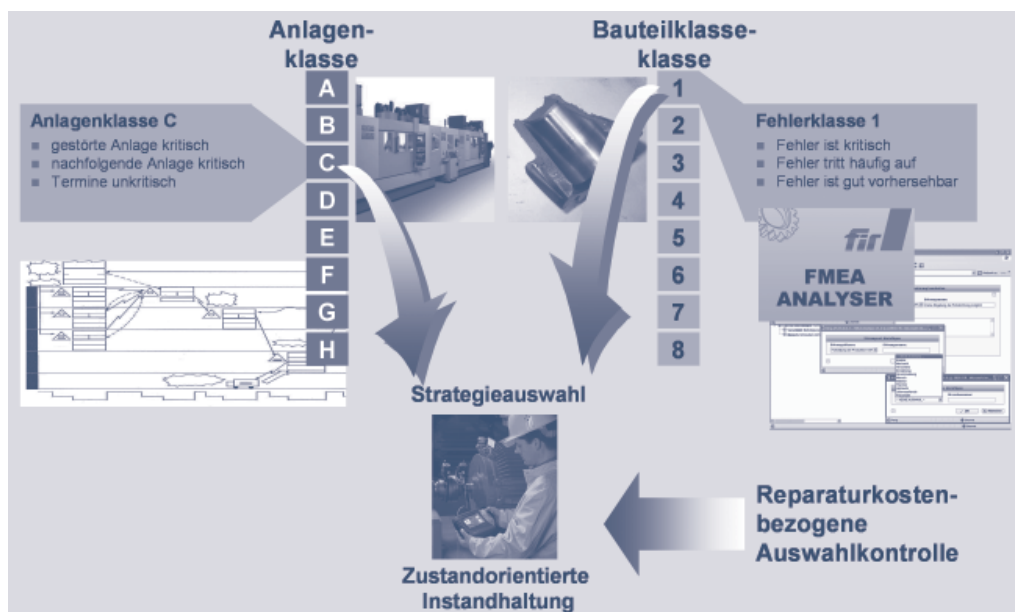 Anlagen-
klasse
A
B
C
D
E
F
G
H
Anlagenklasse C
gestörte Anlage kritisch
nachfolgende Anlage kritisch
Termine unkritisch
Bauteilklasse-
klasse
1
2
3
4
5
6
7
8
Fehlerklasse 1
Fehler ist kritisch
Fehler tritt häufig auf
Fehler ist gut vorhersehbar
fir
FMEA
ANALYSER
Strategieauswahl
Zustandorientierte
Instandhaltung
Reparaturkosten-
bezogene
Auswahlkontrolle